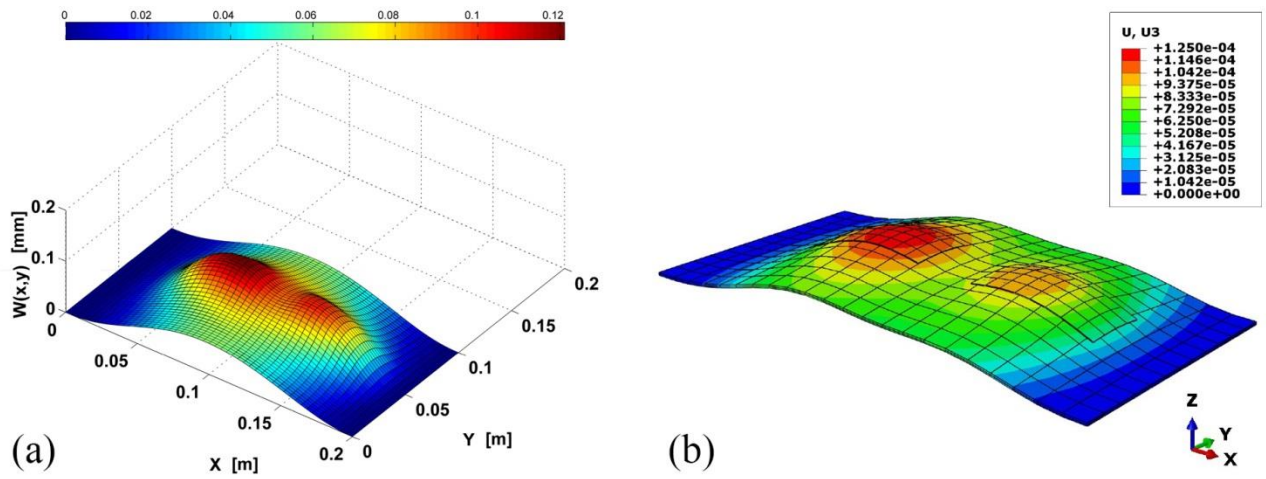 0 0.02 0.04 0.06 0.08 0.1 0.12
U, U3
+1.250e-04
+1.146e-04
+1.042e-04
+9.375e-05
+8.333e-05
+7.292e-05
+6.250e-05
+5.208e-05
+4.167e-05
+3.125e-05
+2.083e-05
+1.042e-05
+0.000e+00
W(x,y) [mm]
0.2
0.1
0
0
0.05
0.1
0.15
0.2
X [m]
0
0.05
0.1
0.15
0.2
Y [m]
(a)
(b)
Z
Y
X